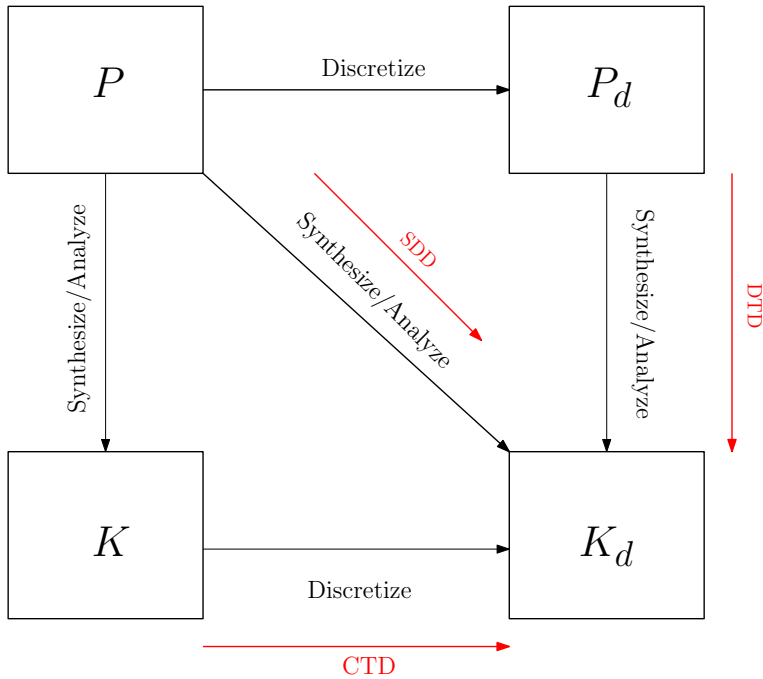 P
Discretize
P_d
Synthesize/Analyze
Synthesize/Analyze
SDD
Synthesize/Analyze
DTD
K
Discretize
K_d
CTD